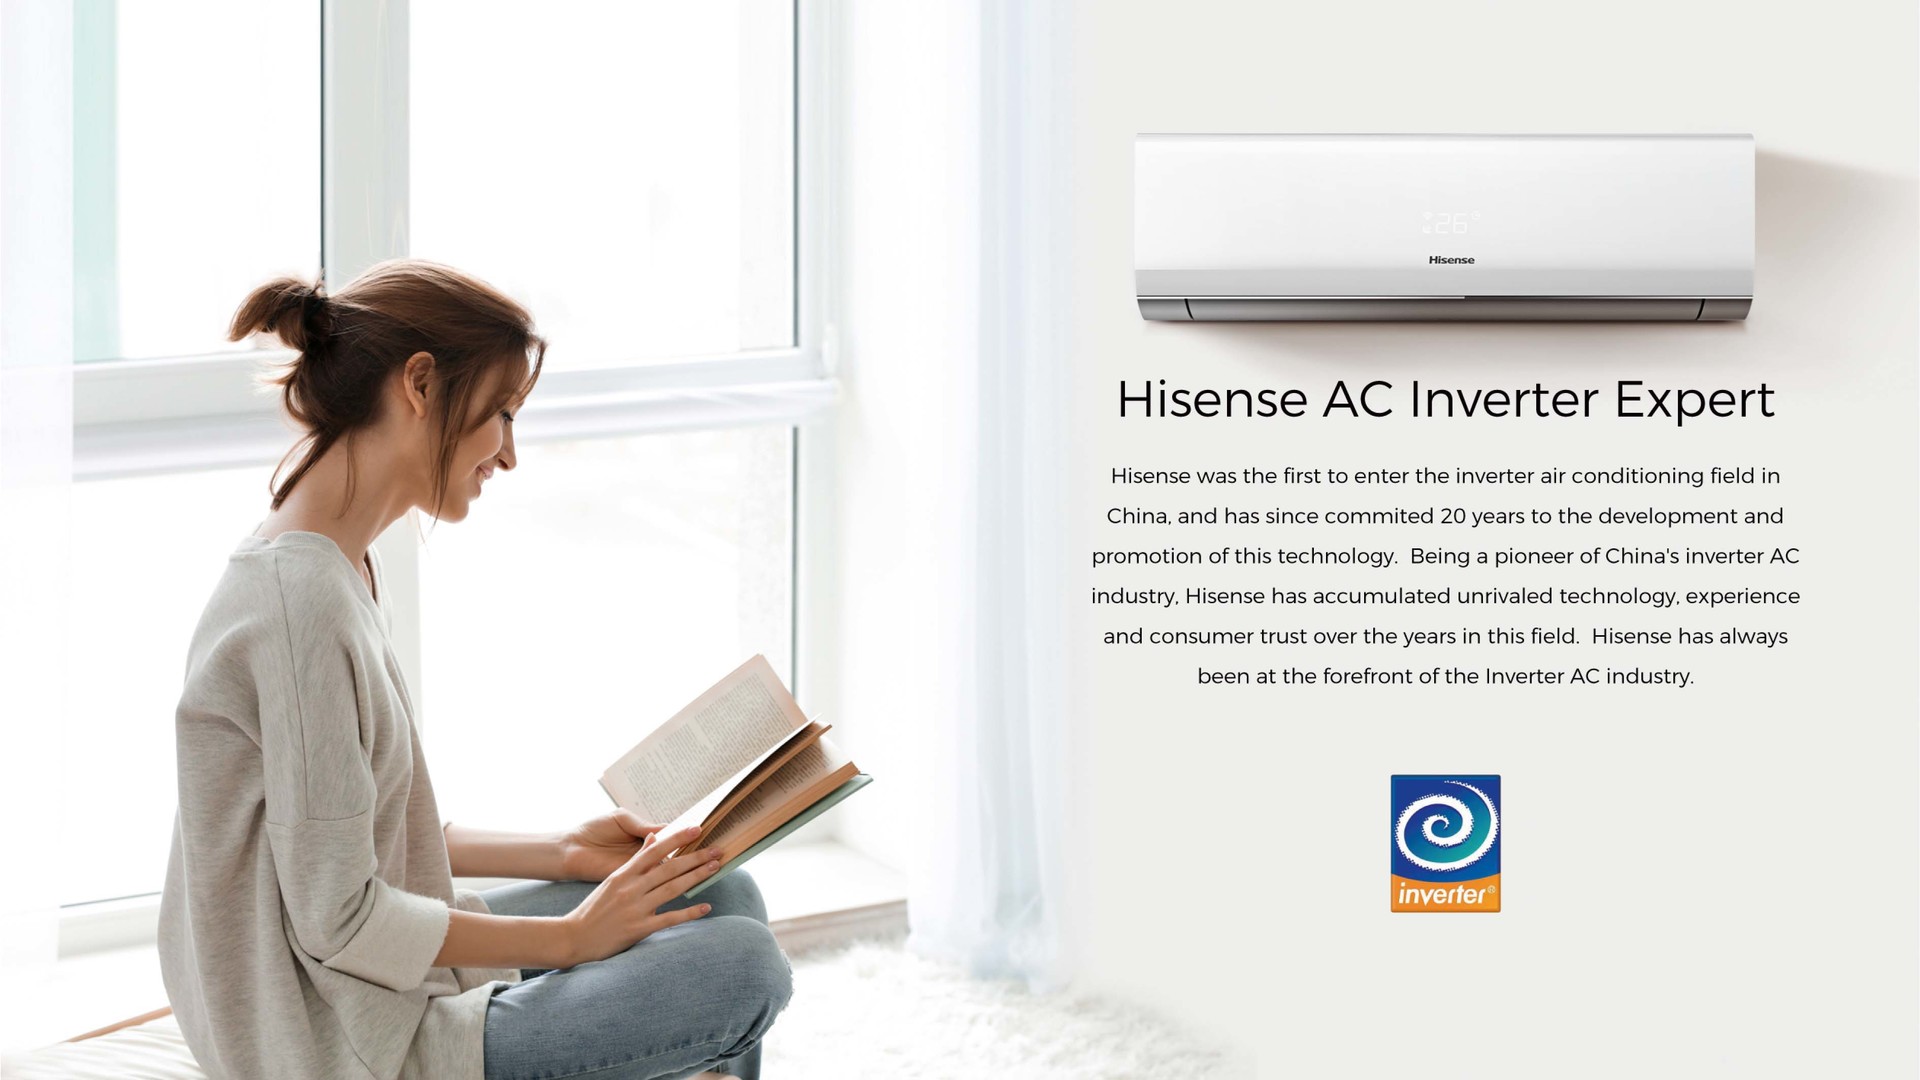 26°
Hisense
Hisense AC Inverter Expert
Hisense was the first to enter the inverter air conditioning field in
China, and has since commited 20 years to the development and
promotion of this technology.  Being a pioneer of China's inverter AC
industry, Hisense has accumulated unrivaled technology, experience
and consumer trust over the years in this field.  Hisense has always
been at the forefront of the Inverter AC industry.
inverter®